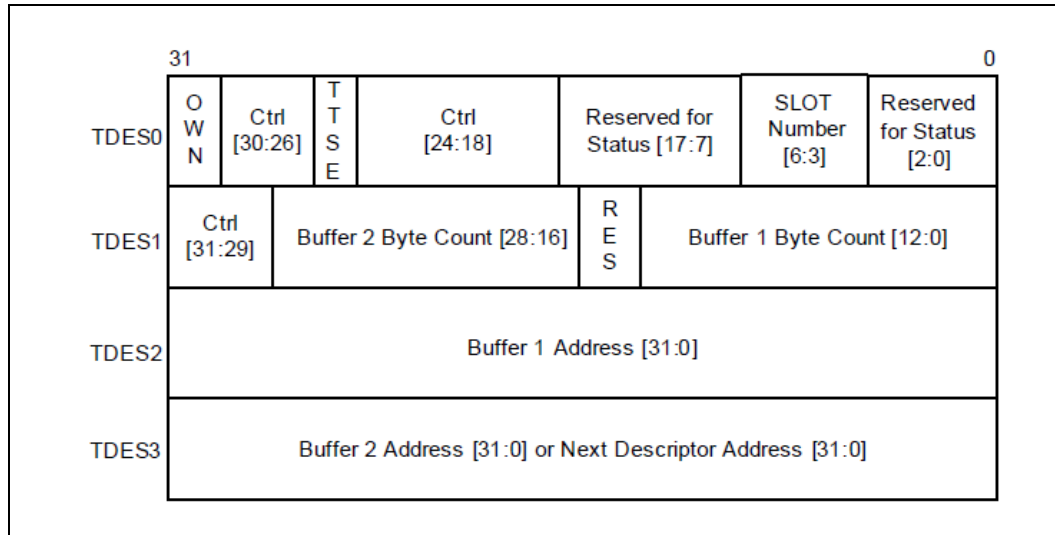 31 0
TDES0
OWN
Ctrl
[30:26]
TTSE
Ctrl
[24:18]
Reserved for
Status [17:7]
SLOT
Number
[6:3]
Reserved
for Status
[2:0]
TDES1
Ctrl
[31:29]
Buffer 2 Byte Count [28:16]
RES
Buffer 1 Byte Count [12:0]
TDES2
Buffer 1 Address [31:0]
TDES3
Buffer 2 Address [31:0] or Next Descriptor Address [31:0]